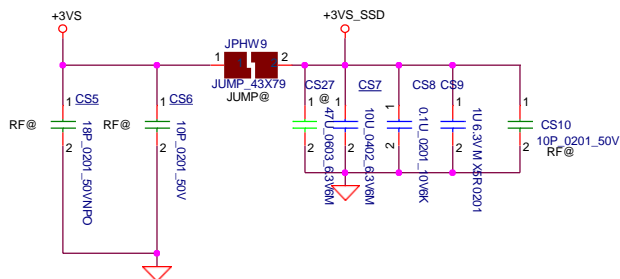 +3VS
+3VS_SSD
JPHW9
1
2
JUMP_43X79
JUMP@
1
CS5
RF@
2
18P_0201_50VNPO
1
CS6
RF@
2
10P_0201_50V
1
CS27
@
2
47U_0603_6.3V6M
1
CS7
2
10U_0402_6.3V6M
1
CS8
2
0.1U_0201_10V6K
1
CS9
2
1U 6.3V M X5R 0201
1
CS10
2
10P_0201_50V
RF@